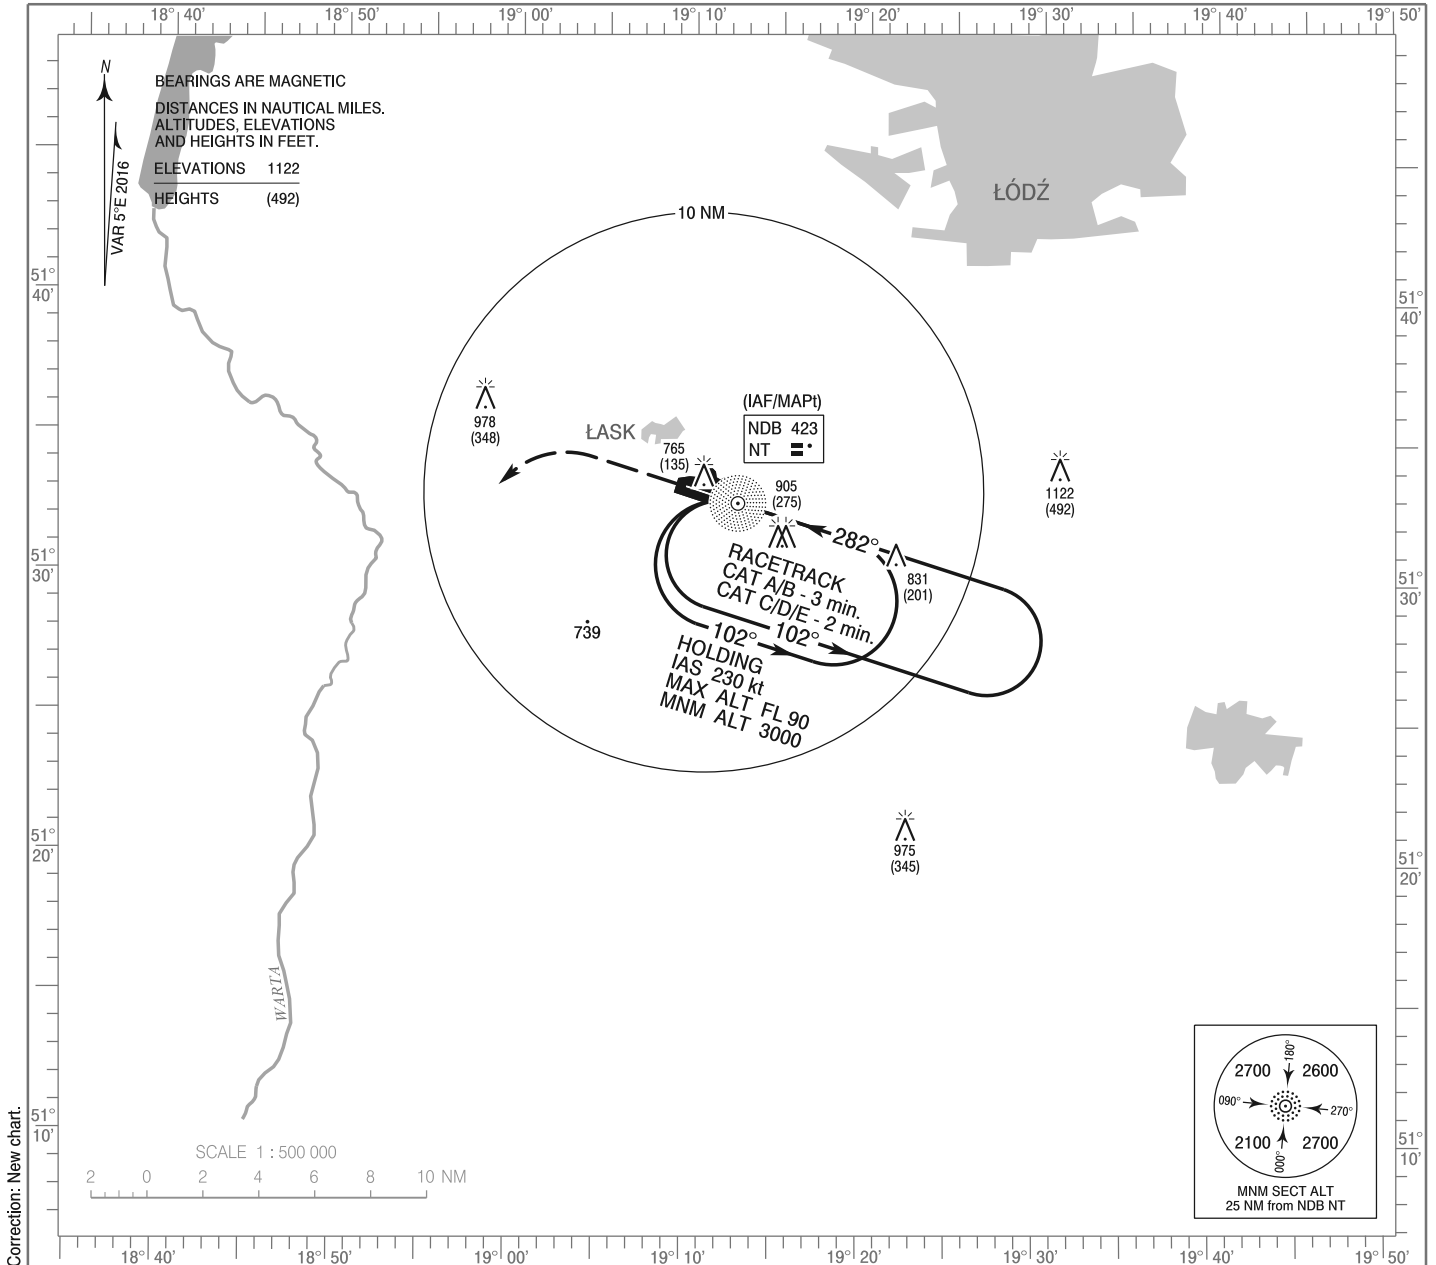 18° 40' 18° 50' 19° 00' 19° 10' 19° 20' 19° 30' 19° 40' 19° 50'
N
VAR 5°E 2016
BEARINGS ARE MAGNETIC
DISTANCES IN NAUTICAL MILES.
ALTITUDES, ELEVATIONS
AND HEIGHTS IN FEET.
ELEVATIONS 1122
HEIGHTS (492)
ŁÓDŹ
10 NM
51°
40'
51°
40'
978
(348)
ŁASK
765
(135)
(IAF/MAPt)
NDB 423
NT
905
(275)
1122
(492)
282°
831
(201)
51°
30'
51°
30'
RACETRACK
CAT A/B - 3 min.
CAT C/D/E - 2 min.
102°
102°
739
HOLDING
IAS 230 kt
MAX ALT FL 90
MNM ALT 3000
975
(345)
51°
20'
51°
20'
WARTA
51°
10'
51°
10'
SCALE 1 : 500 000
2 0 2 4 6 8 10 NM
180°
2700 2600
090° 270°
2100 2700
000°
MNM SECT ALT
25 NM from NDB NT
Correction: New chart.
18° 40' 18° 50' 19° 00' 19° 10' 19° 20' 19° 30' 19° 40' 19° 50'